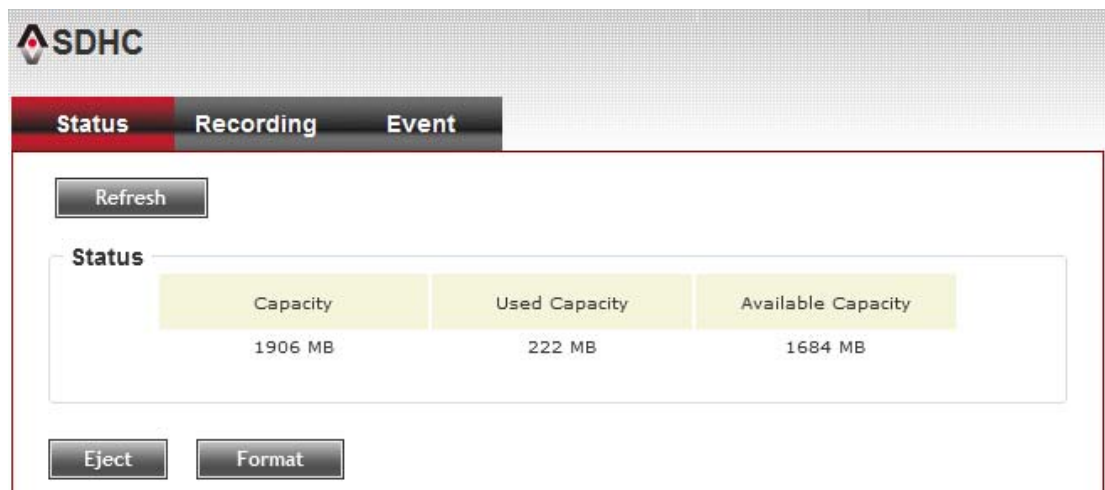 SDHC
Status Recording Event
Refresh
Status
Capacity Used Capacity Available Capacity
1906 MB 222 MB 1684 MB
Eject Format